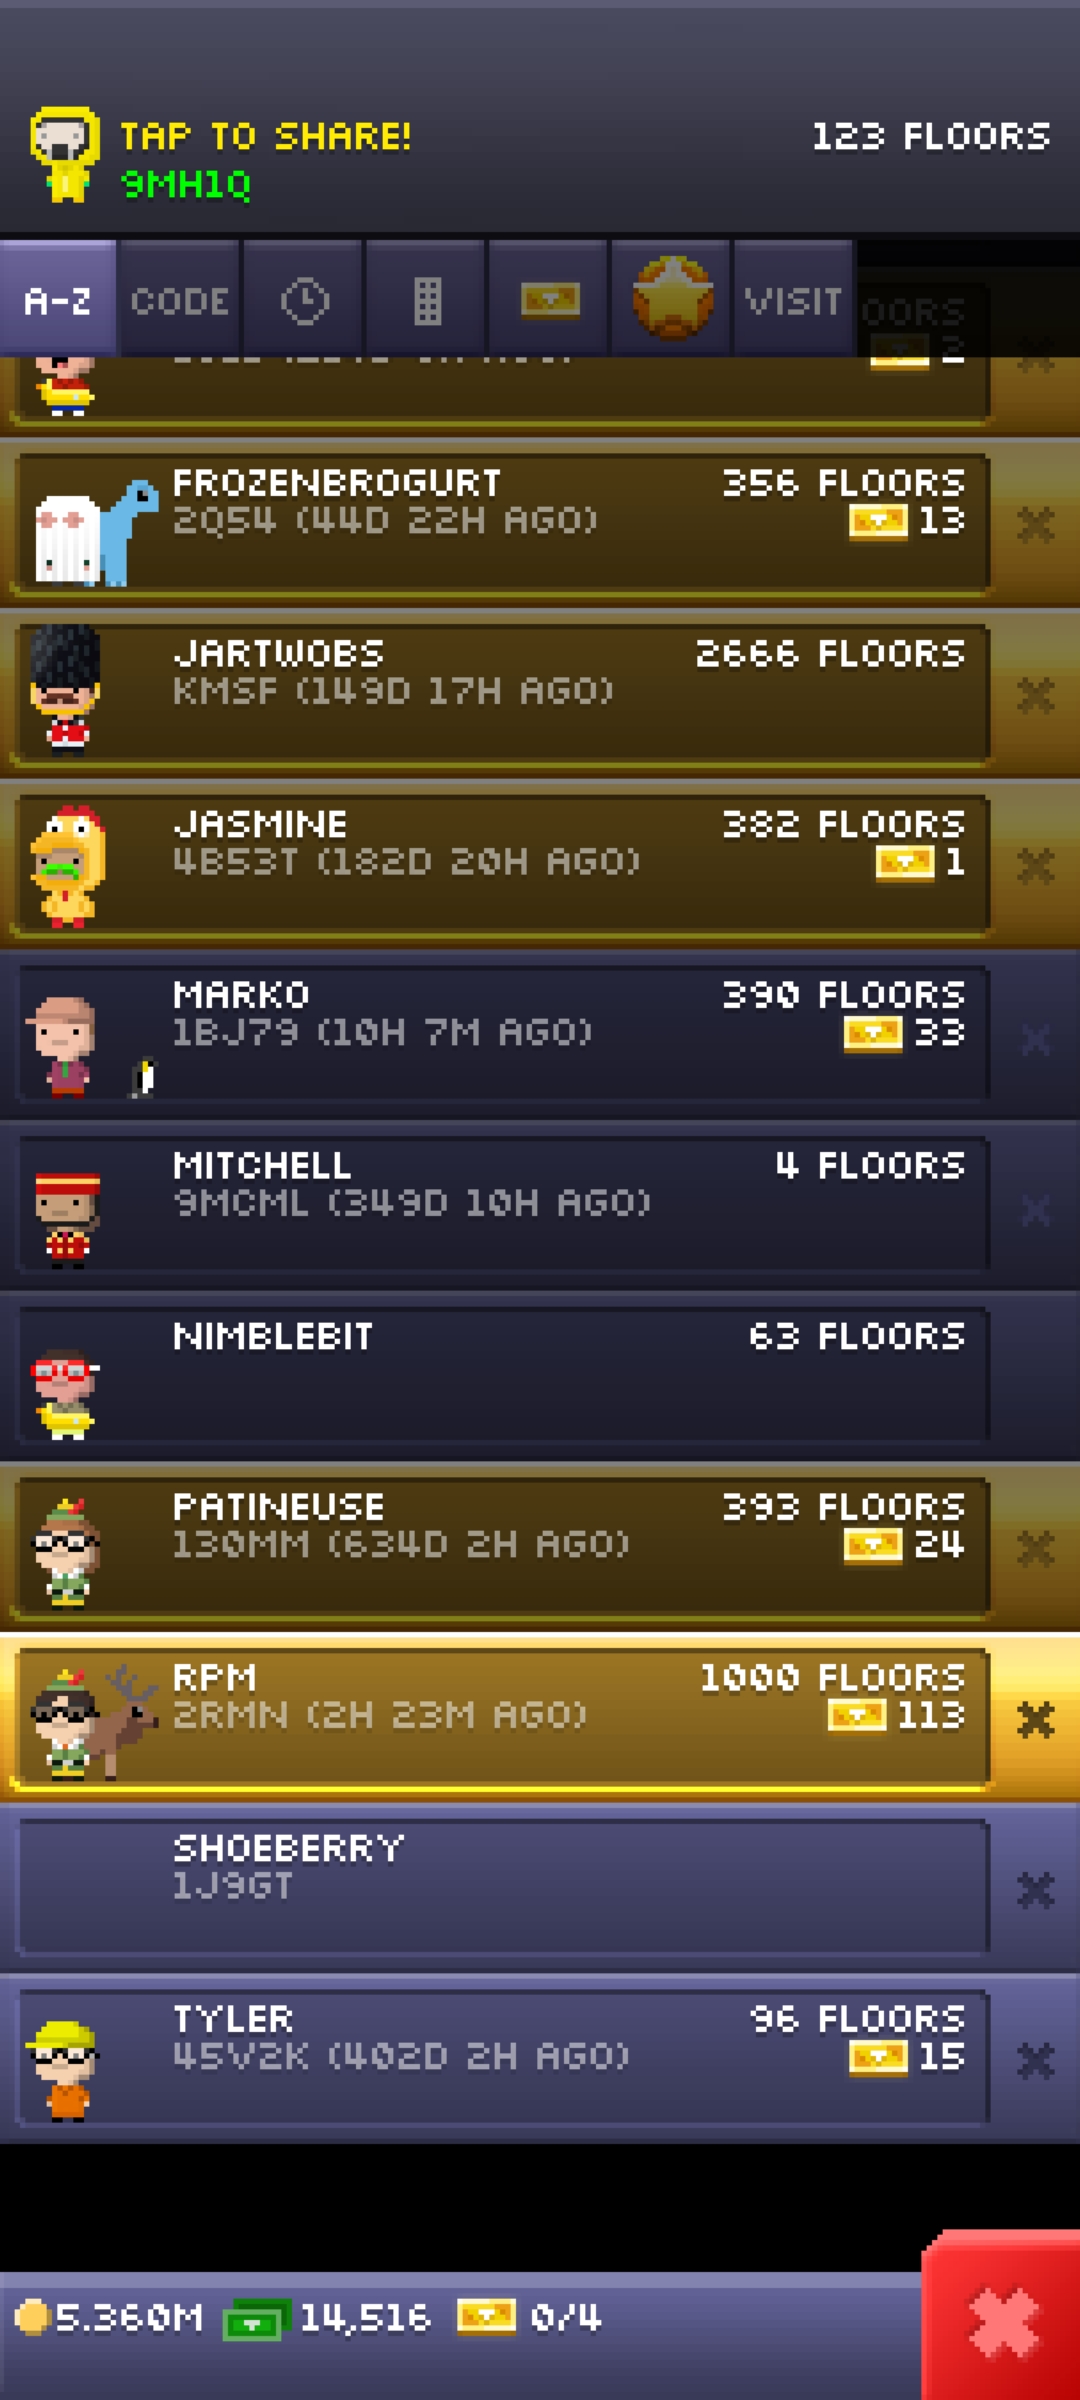 TAP TO SHARE!
123 FLOORS
9MH1Q
A-Z CODE VISIT
2
FROZENBROGURT 356 FLOORS
2Q54 (44D 22H AGO) 13
JARTWOBS 2666 FLOORS
KMSF (149D 17H AGO)
JASMINE 382 FLOORS
4B53T (182D 20H AGO) 1
MARKO 390 FLOORS
1BJ79 (10H 7M AGO) 33
MITCHELL 4 FLOORS
9MCML (349D 10H AGO)
NIMBLEBIT 63 FLOORS
PATINEUSE 393 FLOORS
130MM (634D 2H AGO) 24
RPM 1000 FLOORS
2RMN (2H 23M AGO) 113
SHOEBERRY
1J9GT
TYLER 96 FLOORS
45V2K (402D 2H AGO) 15
5.360M 14,516 0/4